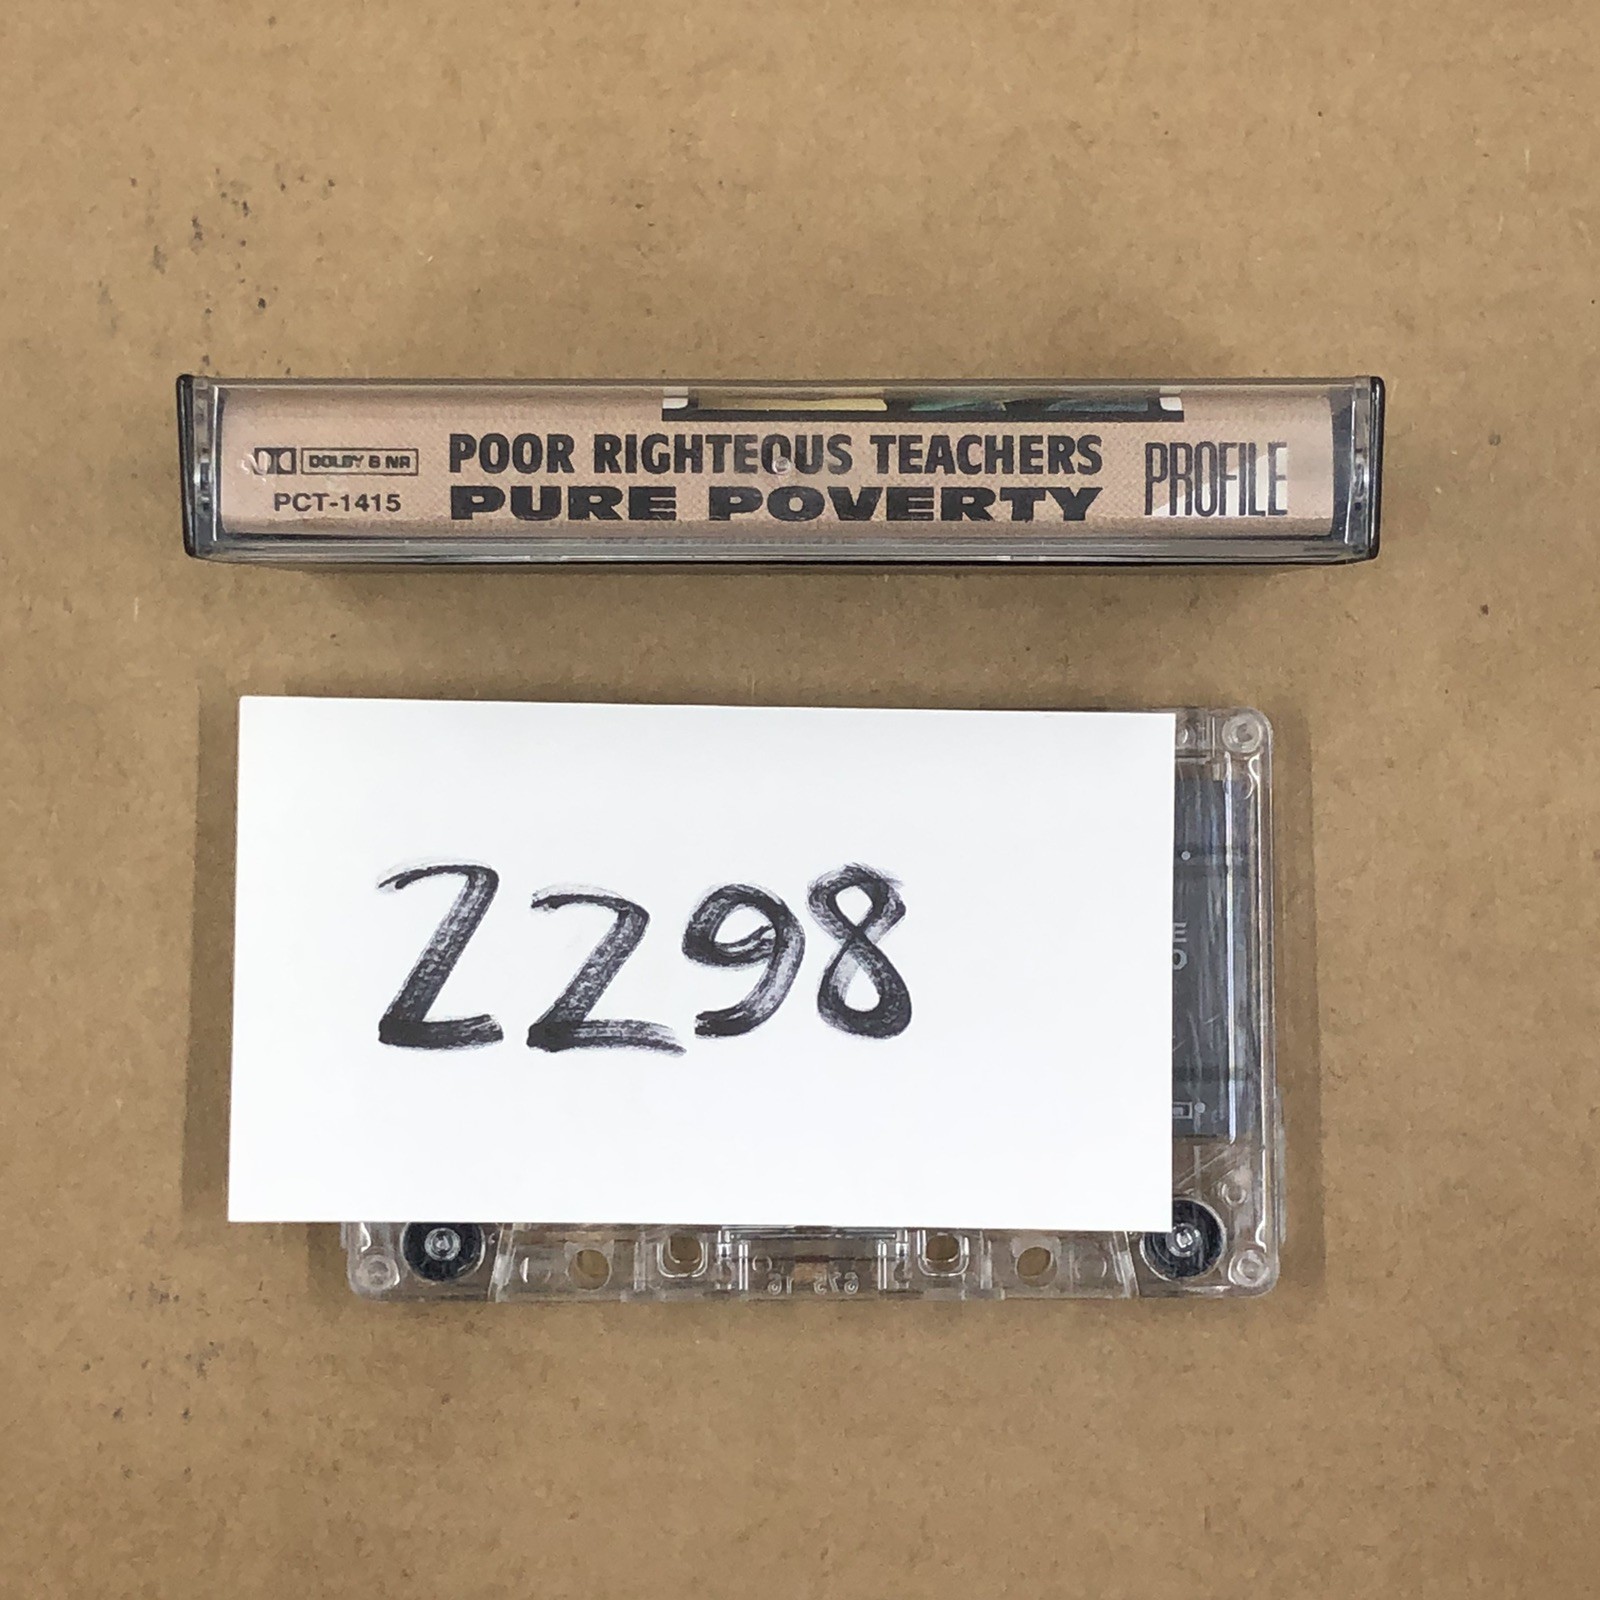 DOLBY B NR
PCT-1415
POOR RIGHTEOUS TEACHERS
PURE POVERTY
PROFILE
2298